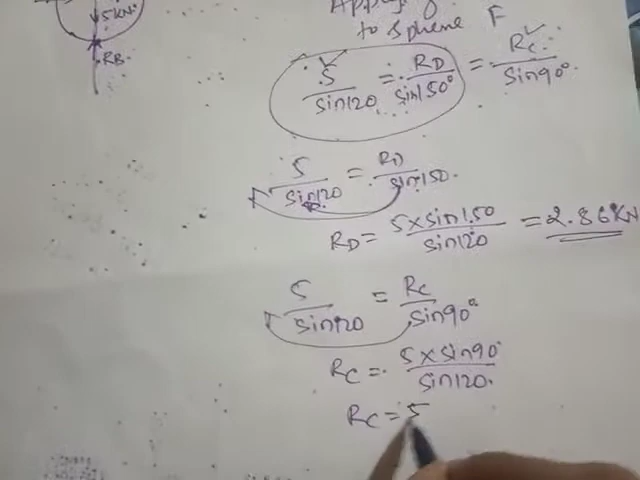 5KN
RB
to Sphere F
5/sin120 = RD/sin150° = RC/sin90°
5/sin120 = RD/sin150
RD = 5×sin150/sin120 = 2.86KN
5/sin120 = RC/sin90°
RC = 5×sin90°/sin120
RC = 5